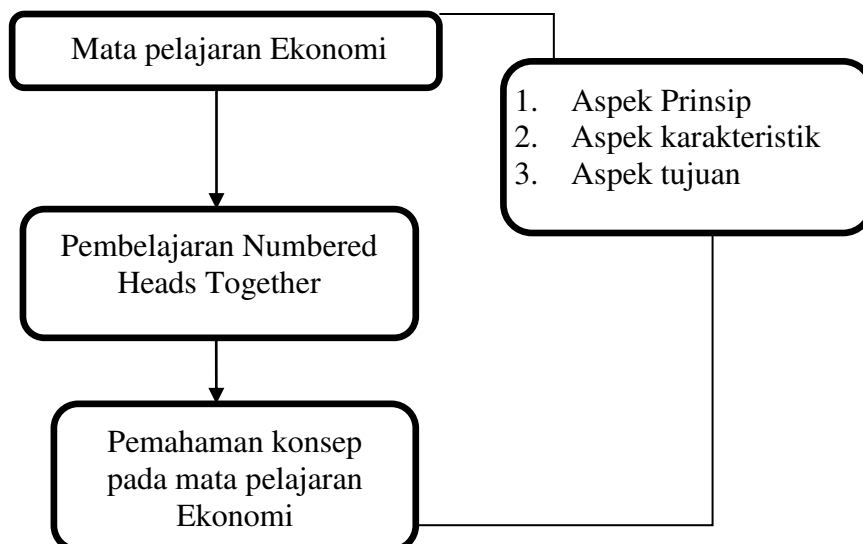 Mata pelajaran Ekonomi
1. Aspek Prinsip
2. Aspek karakteristik
3. Aspek tujuan
Pembelajaran Numbered
Heads Together
Pemahaman konsep
pada mata pelajaran
Ekonomi